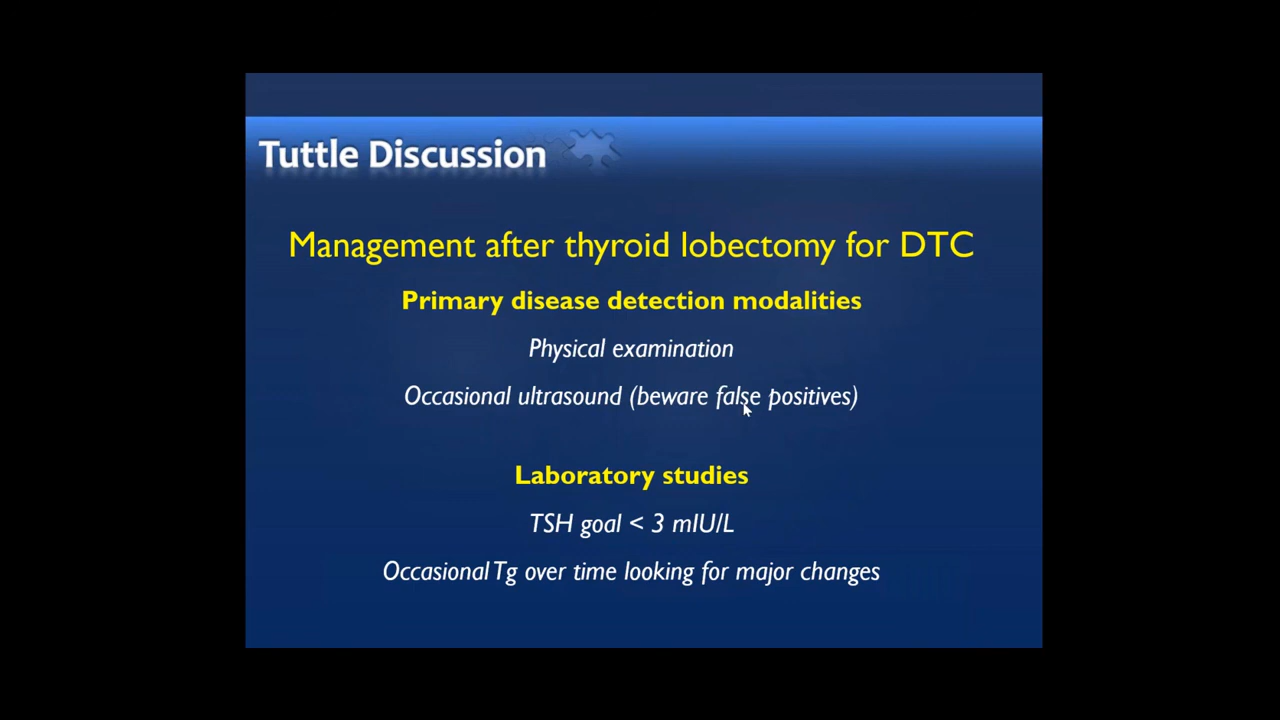 Tuttle Discussion
Management after thyroid lobectomy for DTC
Primary disease detection modalities
Physical examination
Occasional ultrasound (beware false positives)
Laboratory studies
TSH goal < 3 mIU/L
Occasional Tg over time looking for major changes